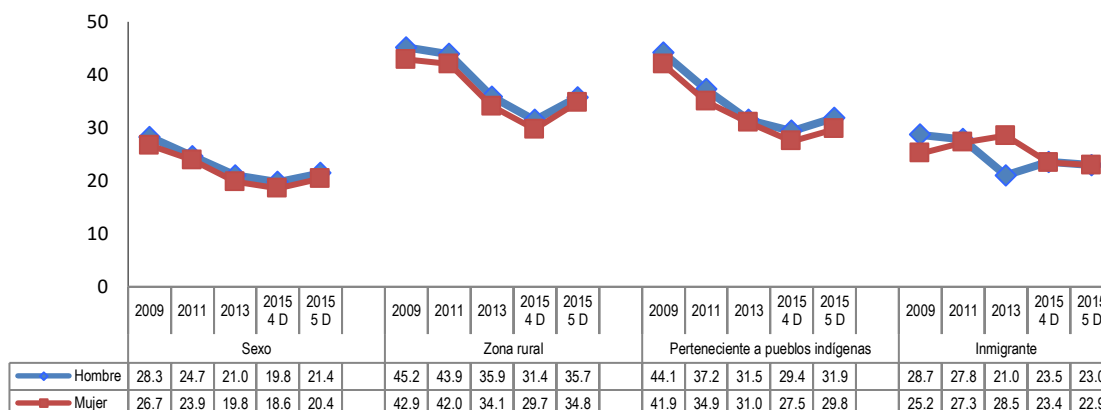 50
40
30
20
10
0
2009 2011 2013 2015 4 D 2015 5 D 2009 2011 2013 2015 4 D 2015 5 D 2009 2011 2013 2015 4 D 2015 5 D 2009 2011 2013 2015 4 D 2015 5 D
Sexo Zona rural Perteneciente a pueblos indígenas Inmigrante
Hombre 28.3 24.7 21.0 19.8 21.4 45.2 43.9 35.9 31.4 35.7 44.1 37.2 31.5 29.4 31.9 28.7 27.8 21.0 23.5 23.0
Mujer 26.7 23.9 19.8 18.6 20.4 42.9 42.0 34.1 29.7 34.8 41.9 34.9 31.0 27.5 29.8 25.2 27.3 28.5 23.4 22.9